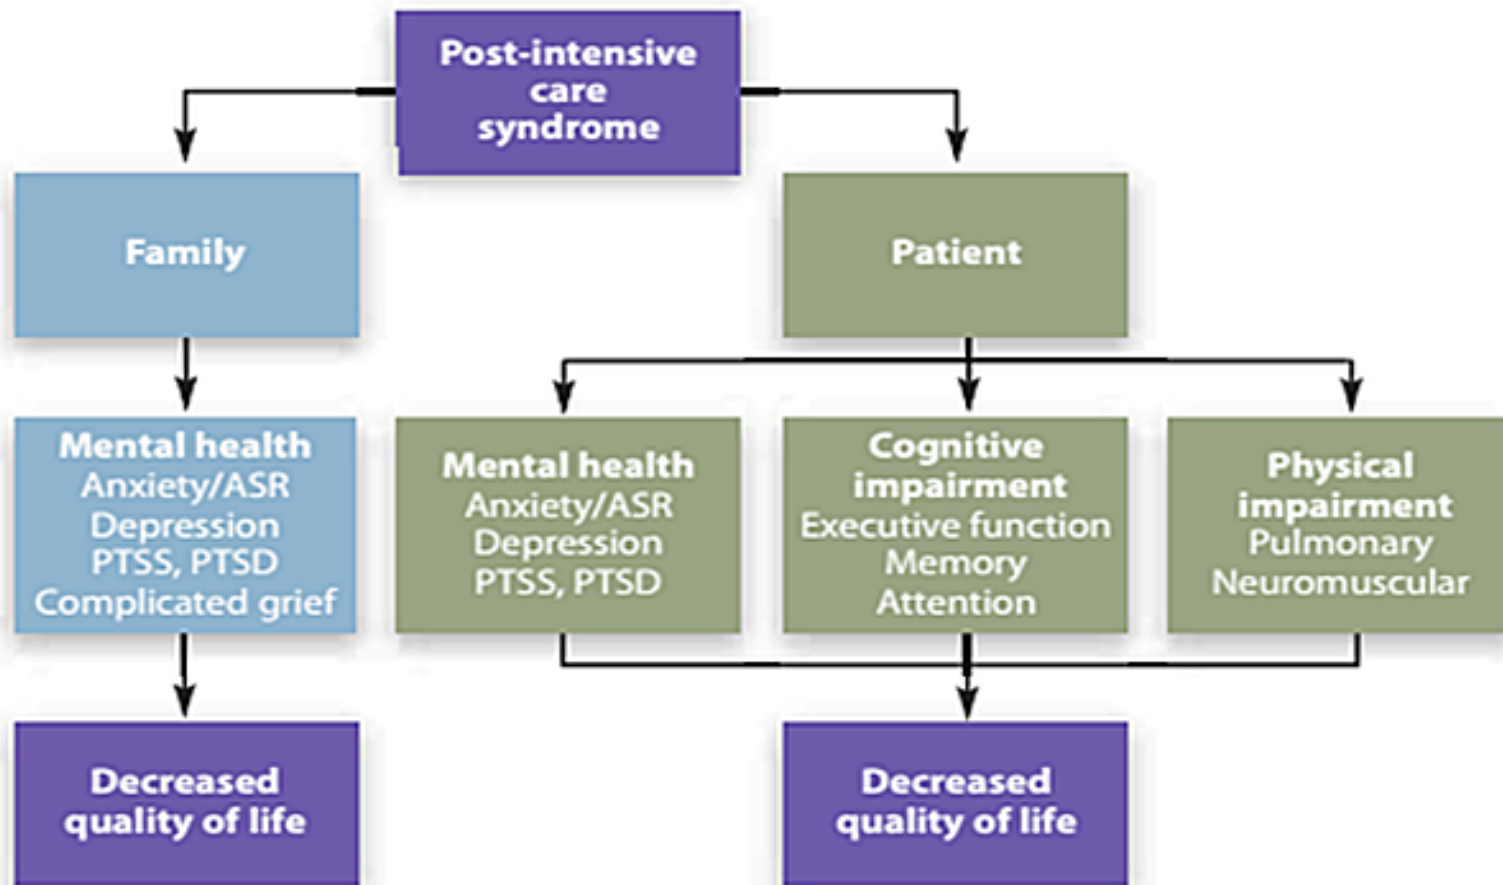 Post-intensive
care
syndrome
Family
Patient
Mental health
Anxiety/ASR
Depression
PTSS, PTSD
Complicated grief
Mental health
Anxiety/ASR
Depression
PTSS, PTSD
Cognitive
impairment
Executive function
Memory
Attention
Physical
impairment
Pulmonary
Neuromuscular
Decreased
quality of life
Decreased
quality of life